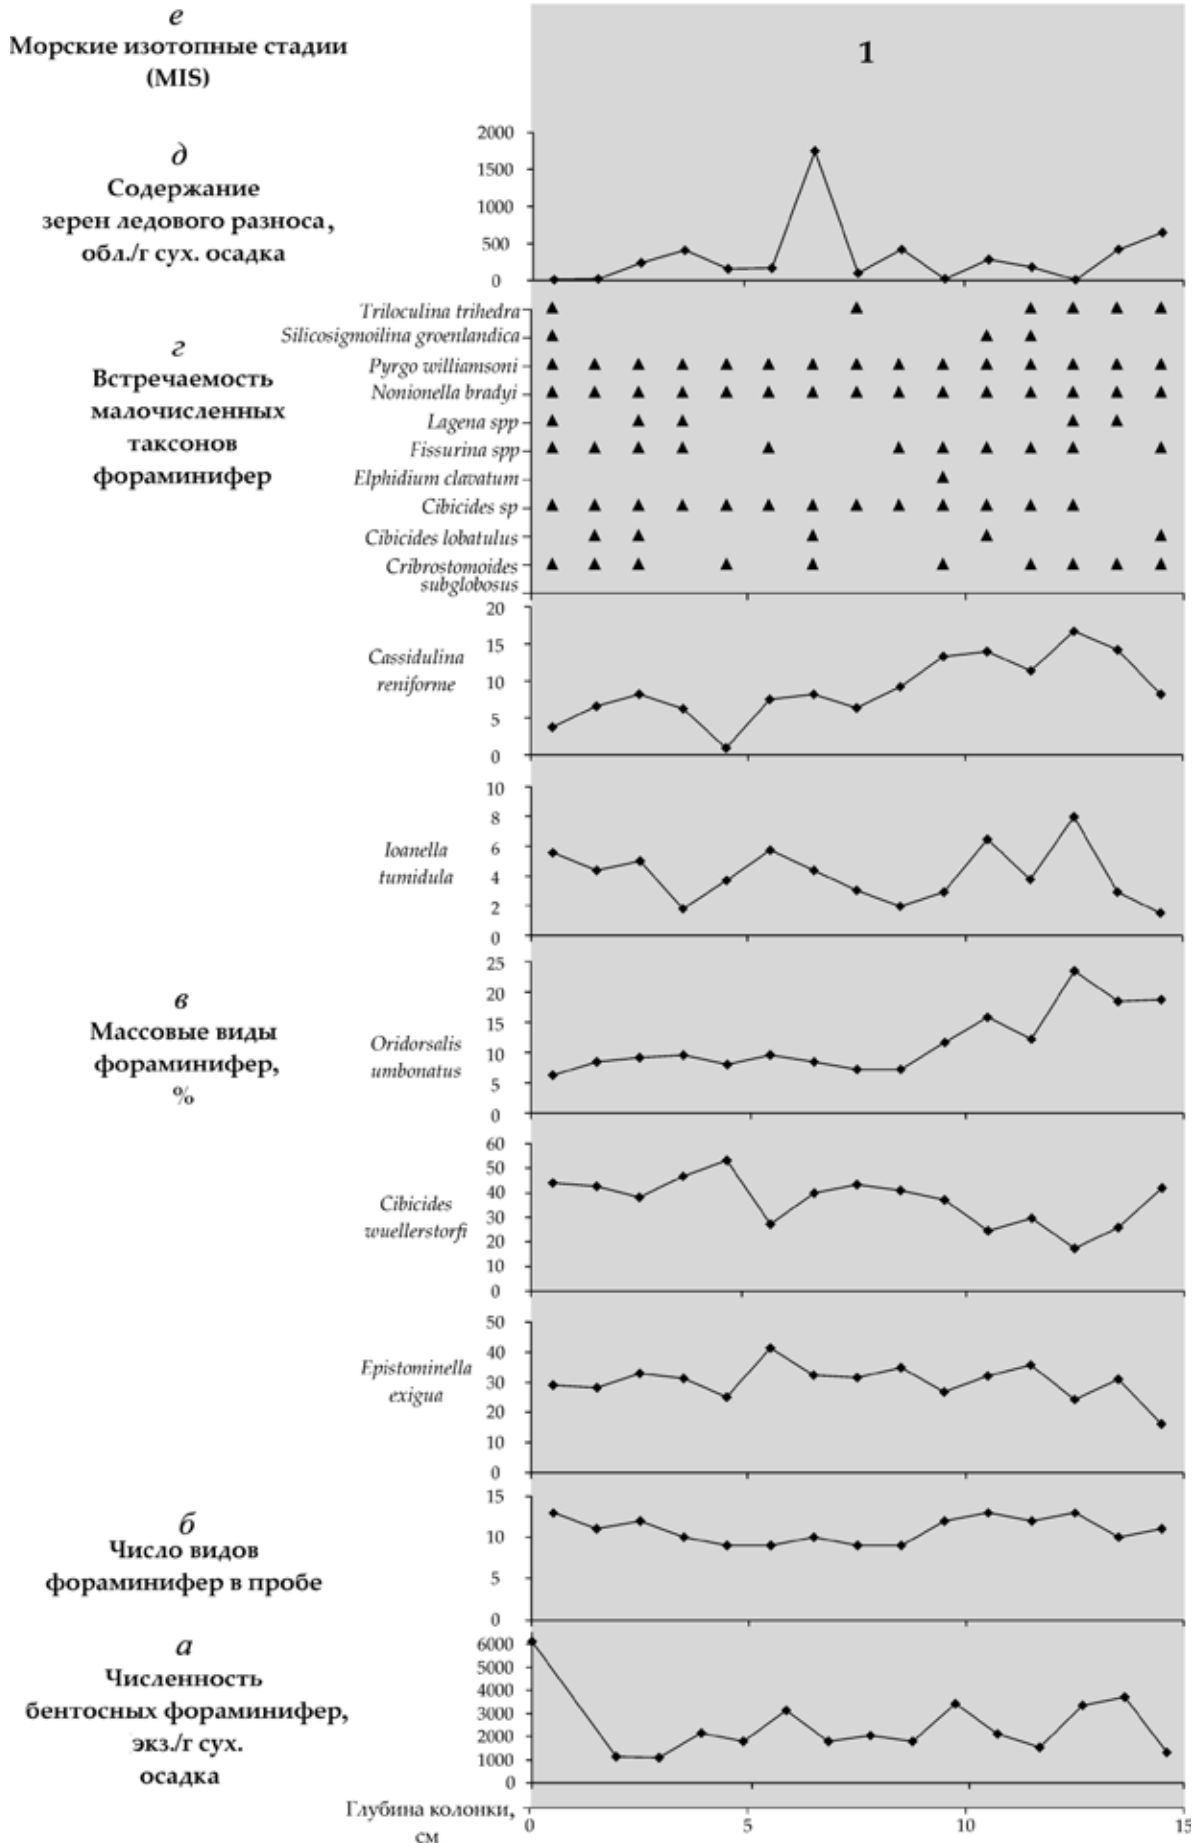 е
Морские изотопные стадии
(MIS)
1
д
Содержание
зерен ледового разноса,
обл./г сух. осадка
2000
1500
1000
500
0
г
Встречаемость
малочисленных
таксонов
фораминифер
Triloculina trihedra
Silicosigmoilina groenlandica
Pyrgo williamsoni
Nonionella bradyi
Lagena spp
Fissurina spp
Elphidium clavatum
Cibicides sp
Cibicides lobatulus
Cribrostomoides
subglobosus
в
Массовые виды
фораминифер,
%
Cassidulina
reniforme
20
15
10
5
0
Ioanella
tumidula
10
8
6
4
2
0
Oridorsalis
umbonatus
25
20
15
10
5
0
Cibicides
wuellerstorfi
60
50
40
30
20
10
0
Epistominella
exigua
50
40
30
20
10
0
б
Число видов
фораминифер в пробе
15
10
5
0
а
Численность
бентосных фораминифер,
экз./г сух.
осадка
6000
5000
4000
3000
2000
1000
0
Глубина колонки,
см
0 5 10 15